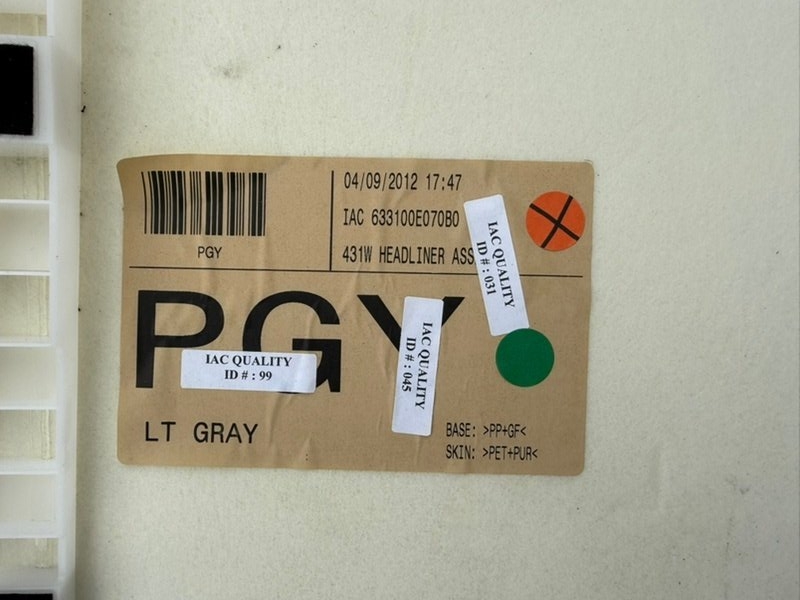 04/09/2012 17:47
IAC 633100E070B0
PGY
431W HEADLINER ASS
IAC QUALITY
ID # : 031
PGY
IAC QUALITY
ID # : 99
IAC QUALITY
ID # : 045
LT GRAY
BASE: >PP+GF<
SKIN: >PET+PUR<